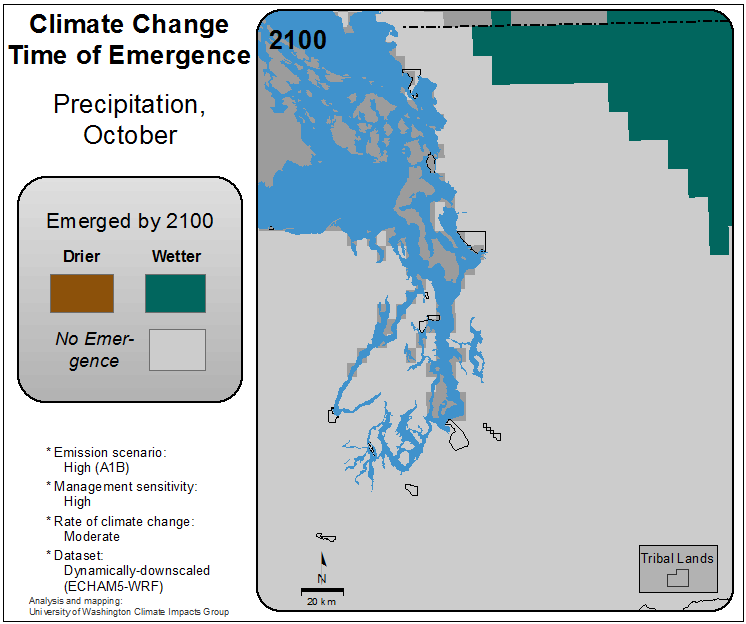 Climate Change
Time of Emergence
Precipitation,
October
Emerged by 2100
Drier
Wetter
No Emer-
gence
* Emission scenario:
High (A1B)
* Management sensitivity:
High
* Rate of climate change:
Moderate
* Dataset:
Dynamically-downscaled
(ECHAM5-WRF)
Analysis and mapping:
University of Washington Climate Impacts Group
2100
N
20 km
Tribal Lands